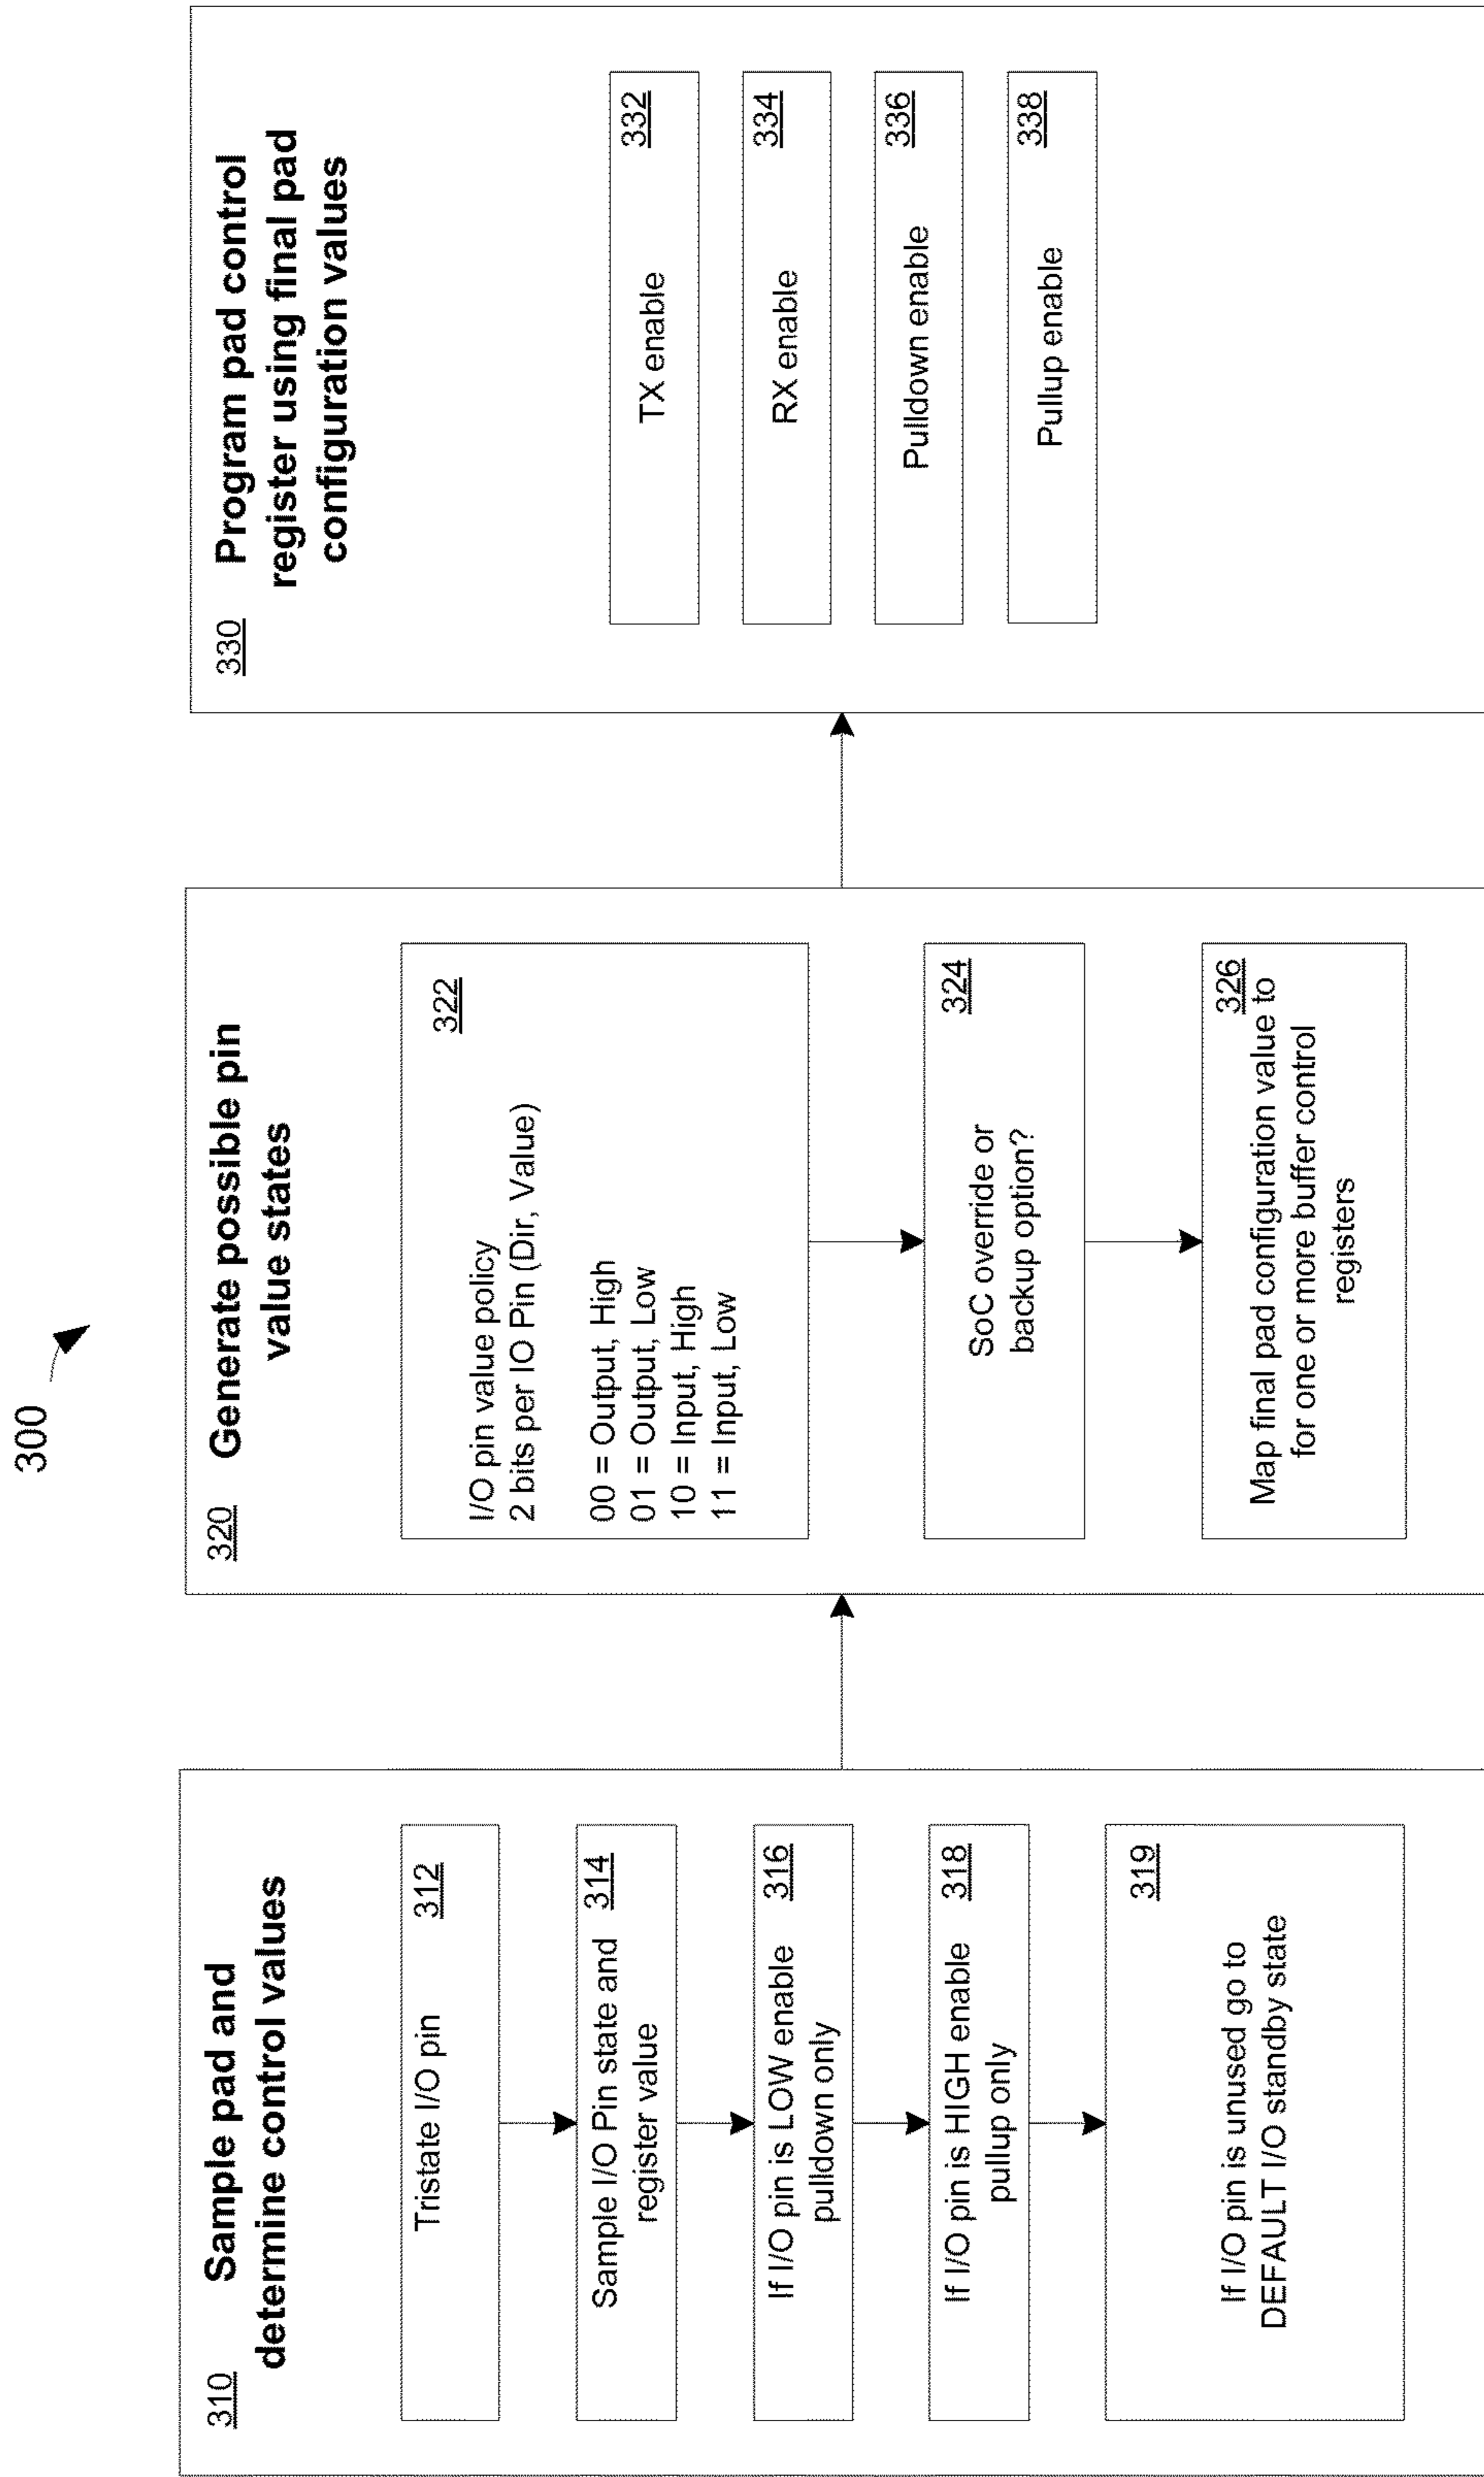 300
310 Sample pad and
determine control values
312
Tristate I/O pin
314
Sample I/O Pin state and
register value
316
If I/O pin is LOW enable
pulldown only
318
If I/O pin is HIGH enable
pullup only
319
If I/O pin is unused go to
DEFAULT I/O standby state
320 Generate possible pin
value states
322
I/O pin value policy
2 bits per IO Pin (Dir, Value)
00 = Output, High
01 = Output, Low
10 = Input, High
11 = Input, Low
324
SoC override or
backup option?
326
Map final pad configuration value to
for one or more buffer control
registers
330 Program pad control
register using final pad
configuration values
332
TX enable
334
RX enable
336
Pulldown enable
338
Pullup enable